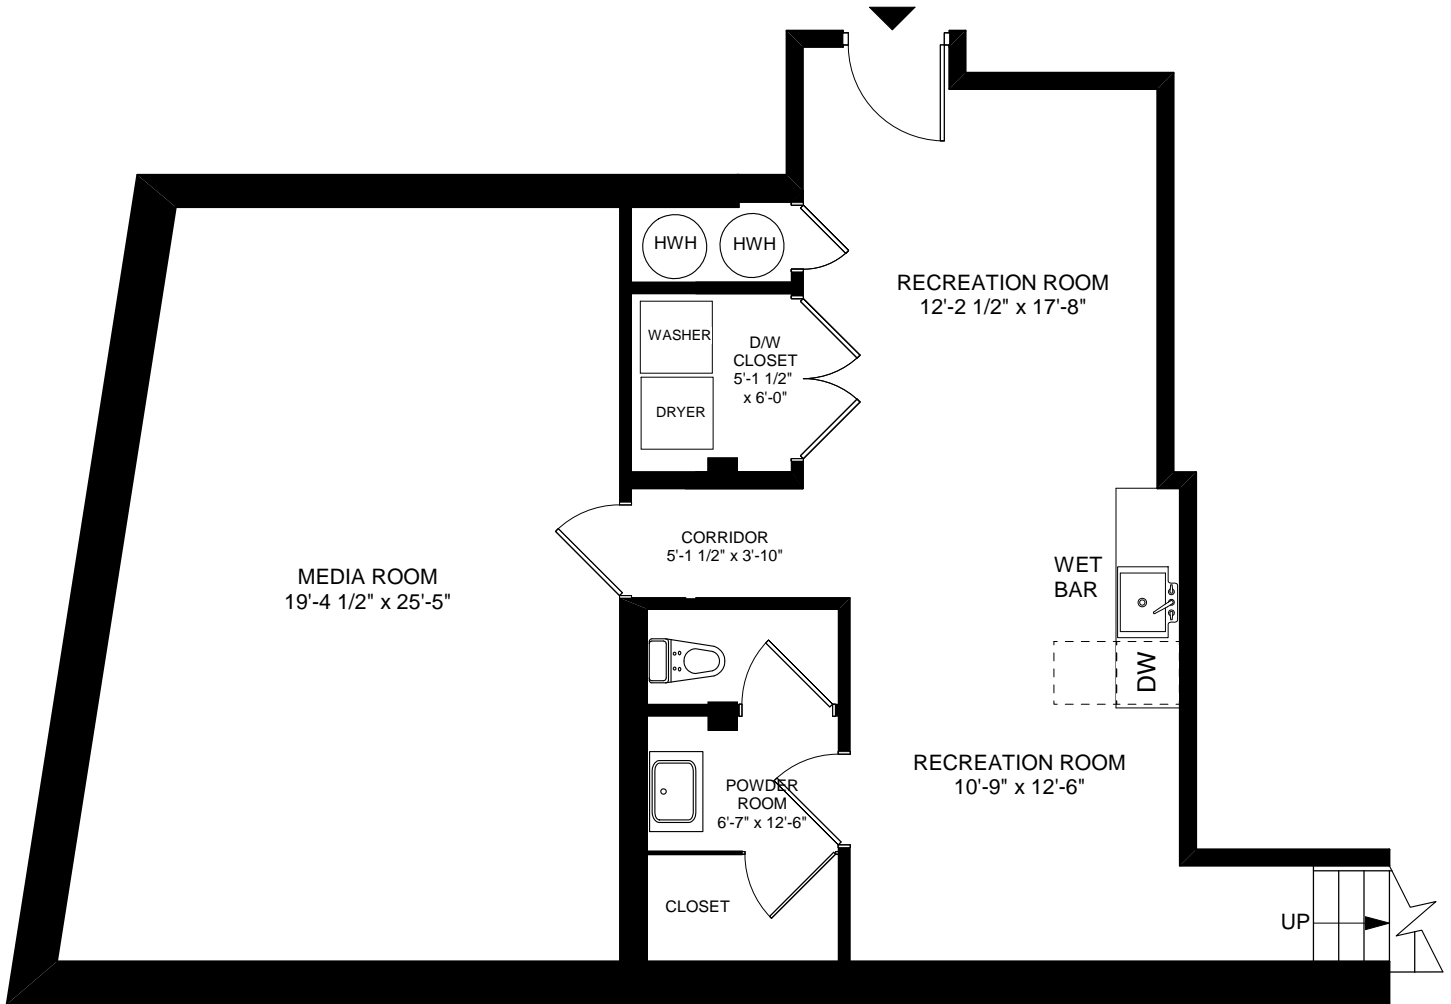 HWH
HWH
RECREATION ROOM
12'-2 1/2" x 17'-8"
WASHER
D/W
CLOSET
5'-1 1/2"
x 6'-0"
DRYER
CORRIDOR
5'-1 1/2" x 3'-10"
MEDIA ROOM
19'-4 1/2" x 25'-5"
WET
BAR
DW
RECREATION ROOM
10'-9" x 12'-6"
POWDER
ROOM
6'-7" x 12'-6"
CLOSET
UP